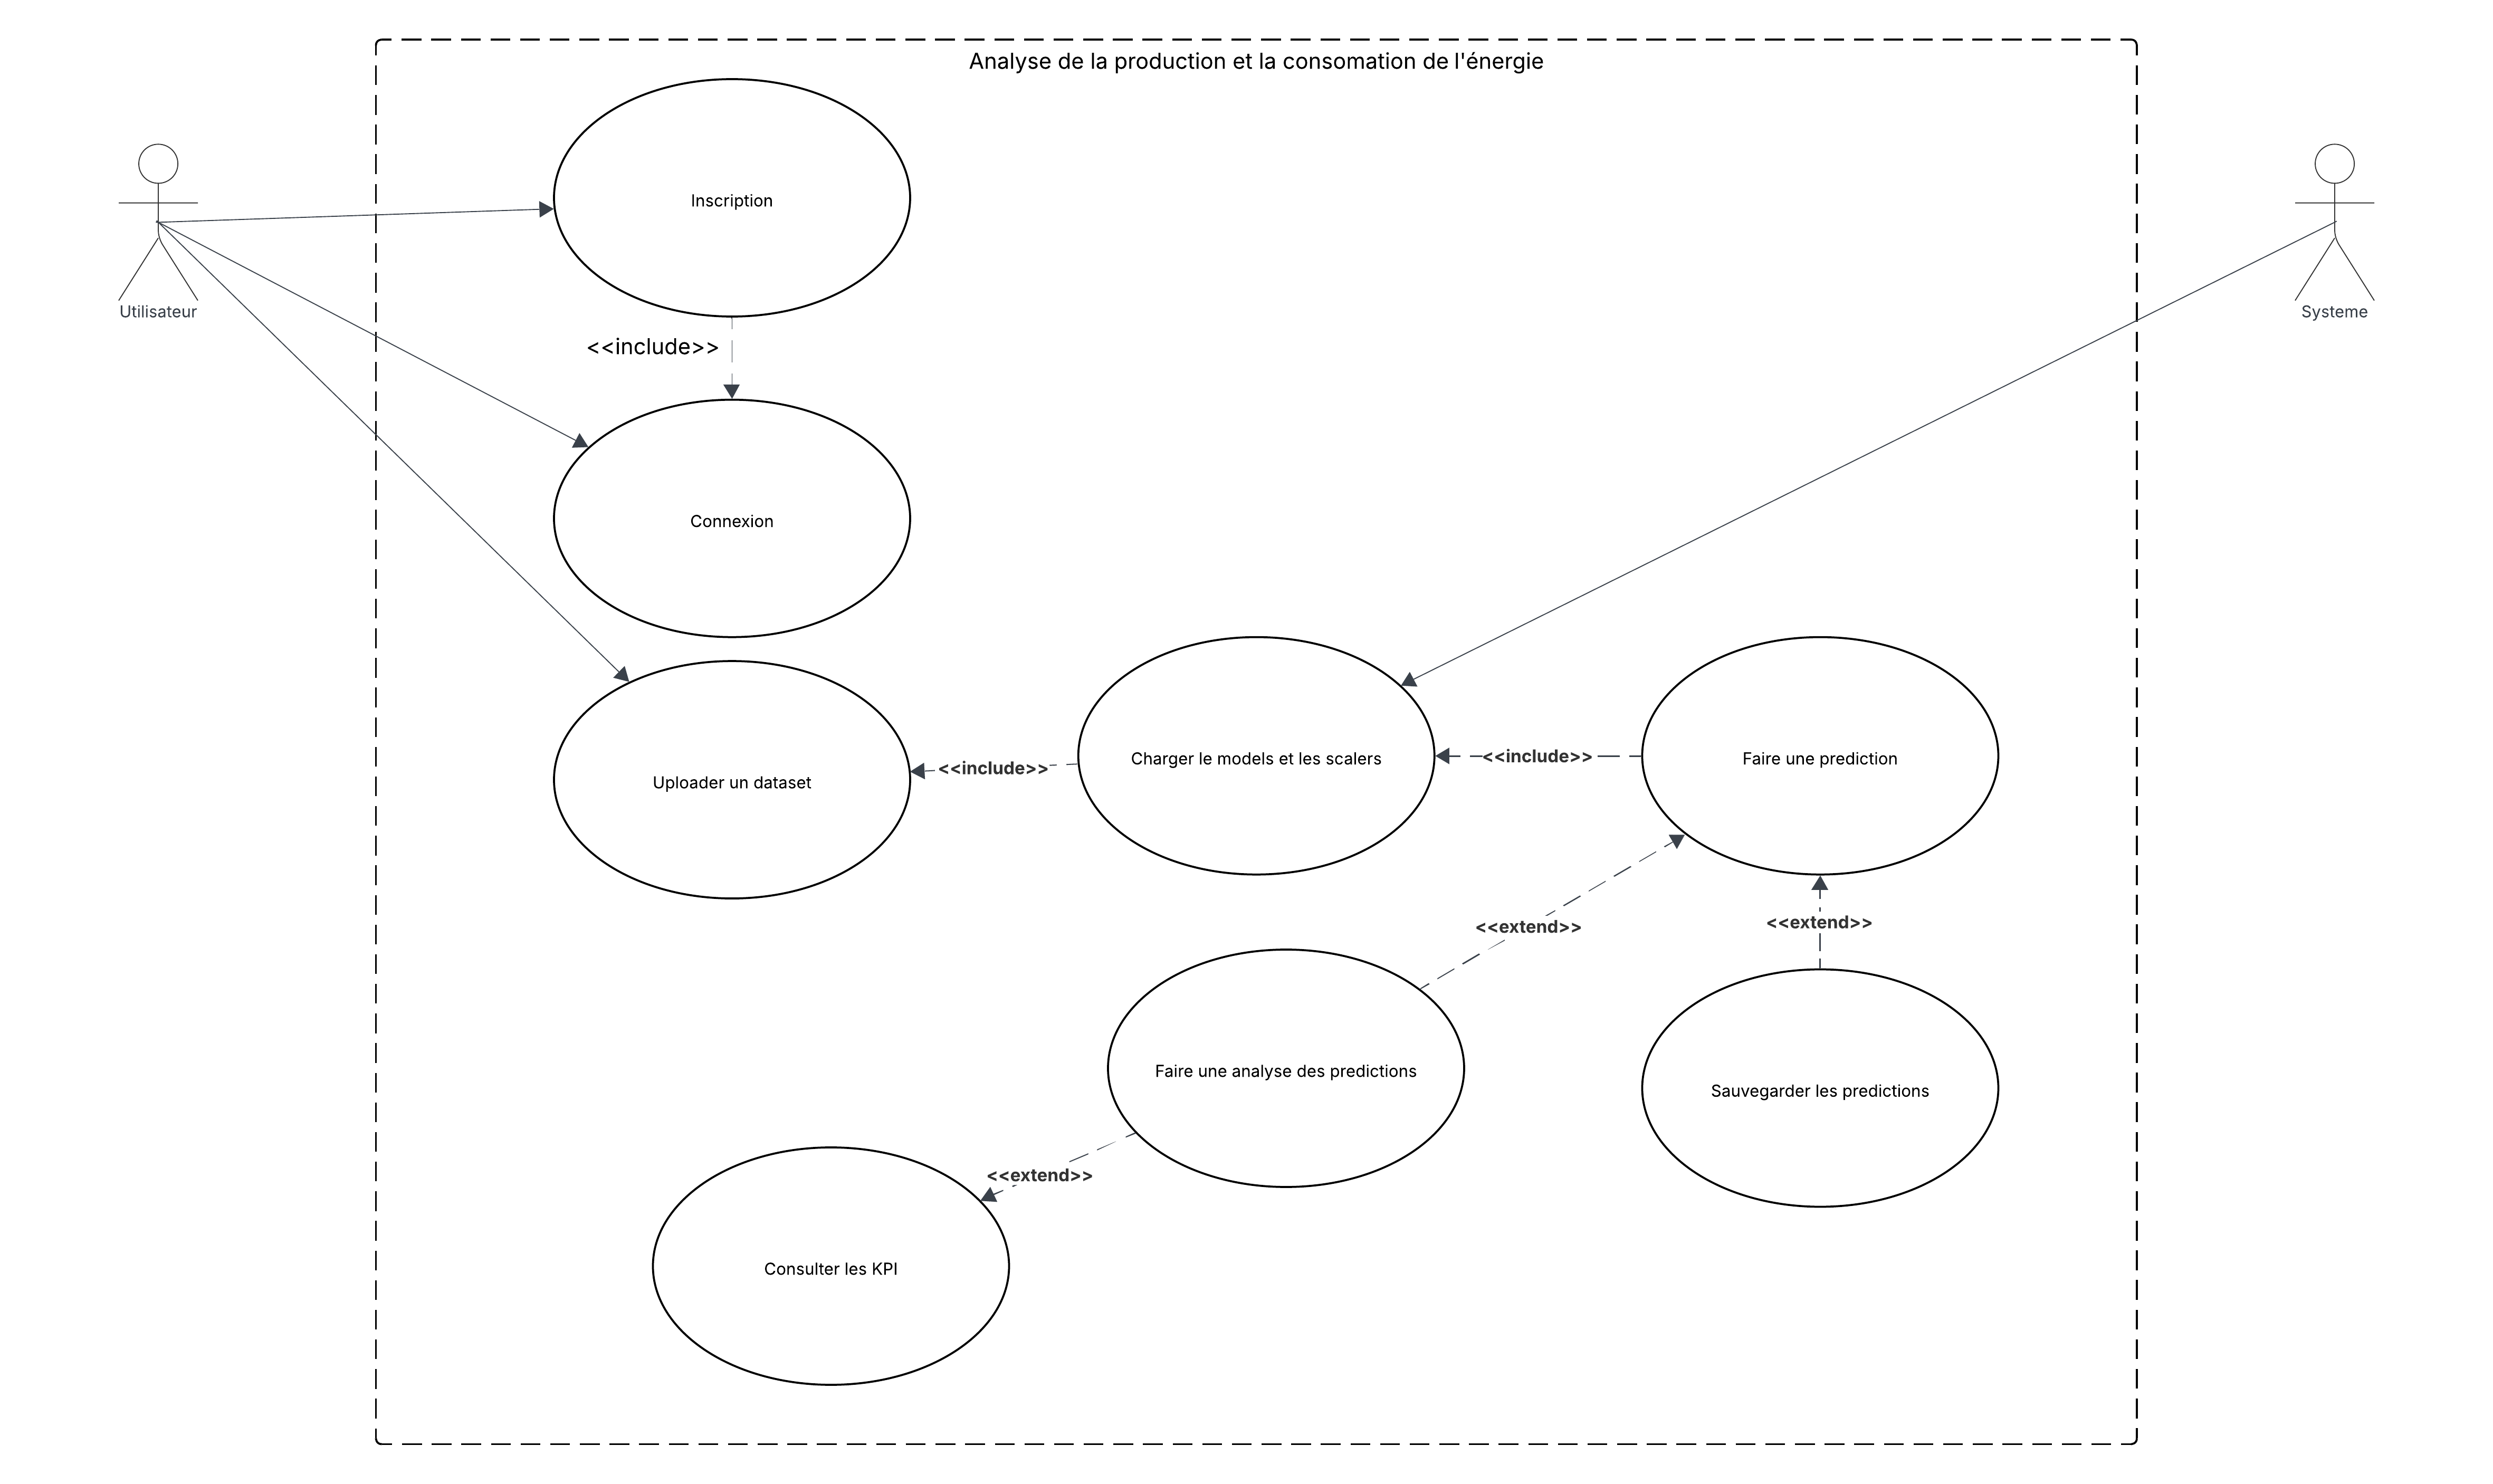 Analyse de la production et la consomation de l'énergie
Inscription
Utilisateur
Systeme
<<include>>
Connexion
Uploader un dataset
<<include>>
Charger le models et les scalers
<<include>>
Faire une prediction
<<extend>>
<<extend>>
Faire une analyse des predictions
Sauvegarder les predictions
<<extend>>
Consulter les KPI